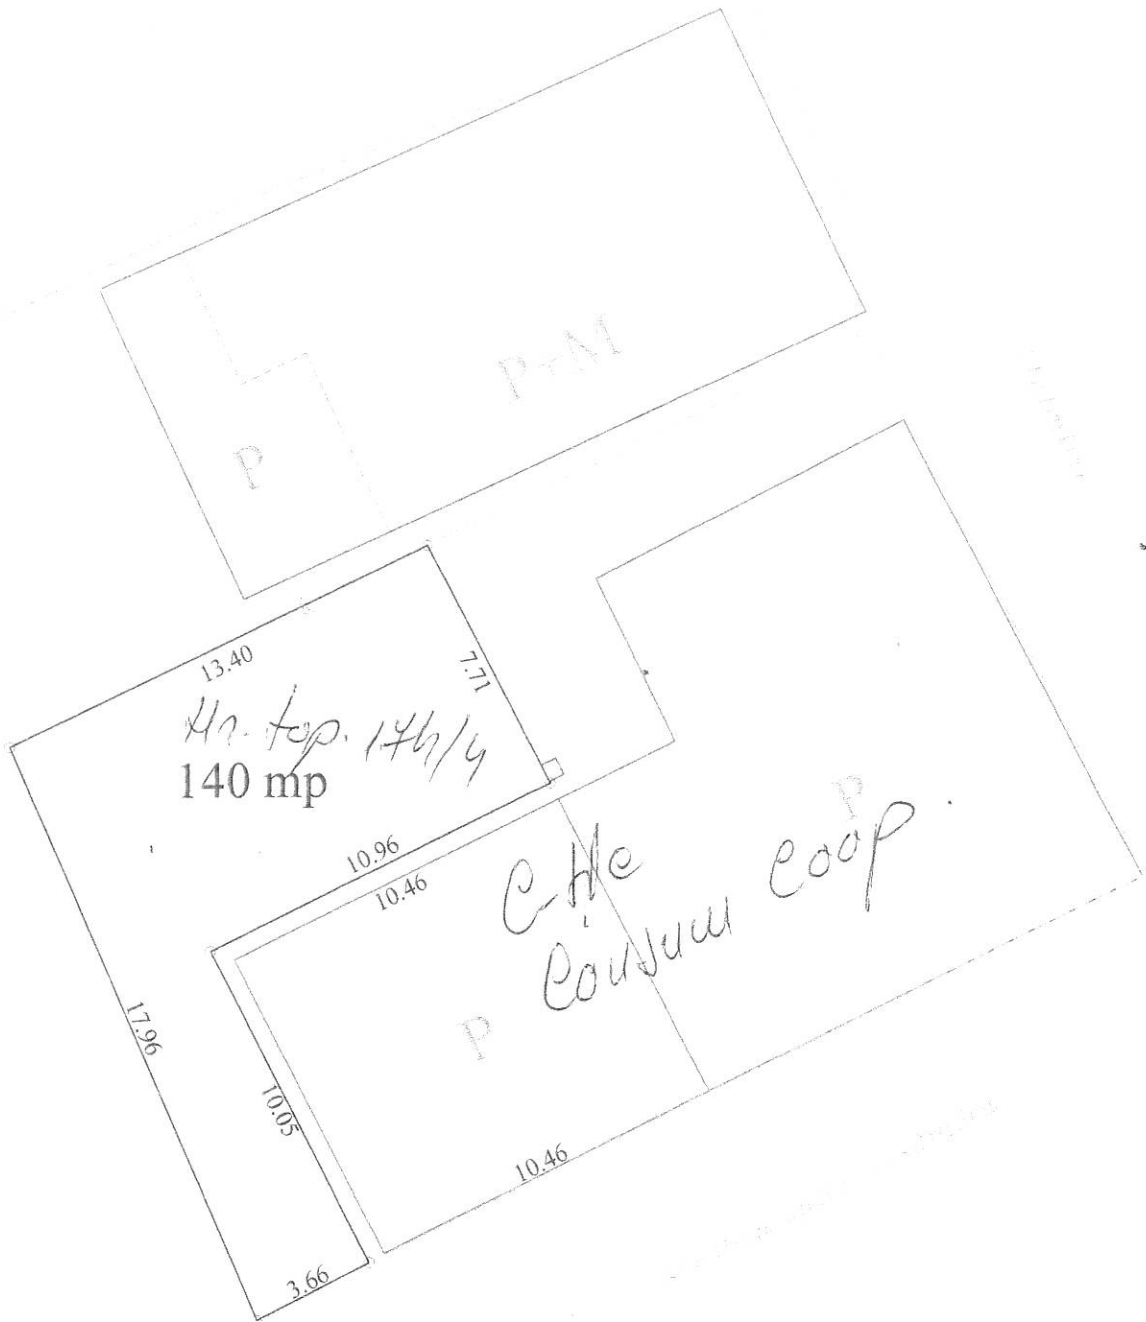 P+M
P
13.40
7.71
Nr. top. 174/4
140 mp
P
10.96
10.46
C-tie
Consum Coop.
17.96
P
10.05
10.46
3.66